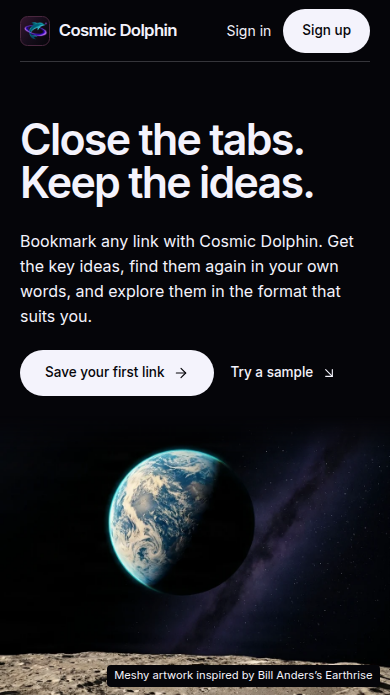 Cosmic Dolphin
Sign in
Sign up
Close the tabs.
Keep the ideas.
Bookmark any link with Cosmic Dolphin. Get
the key ideas, find them again in your own
words, and explore them in the format that
suits you.
Save your first link →
Try a sample ↘
Meshy artwork inspired by Bill Anders’s Earthrise